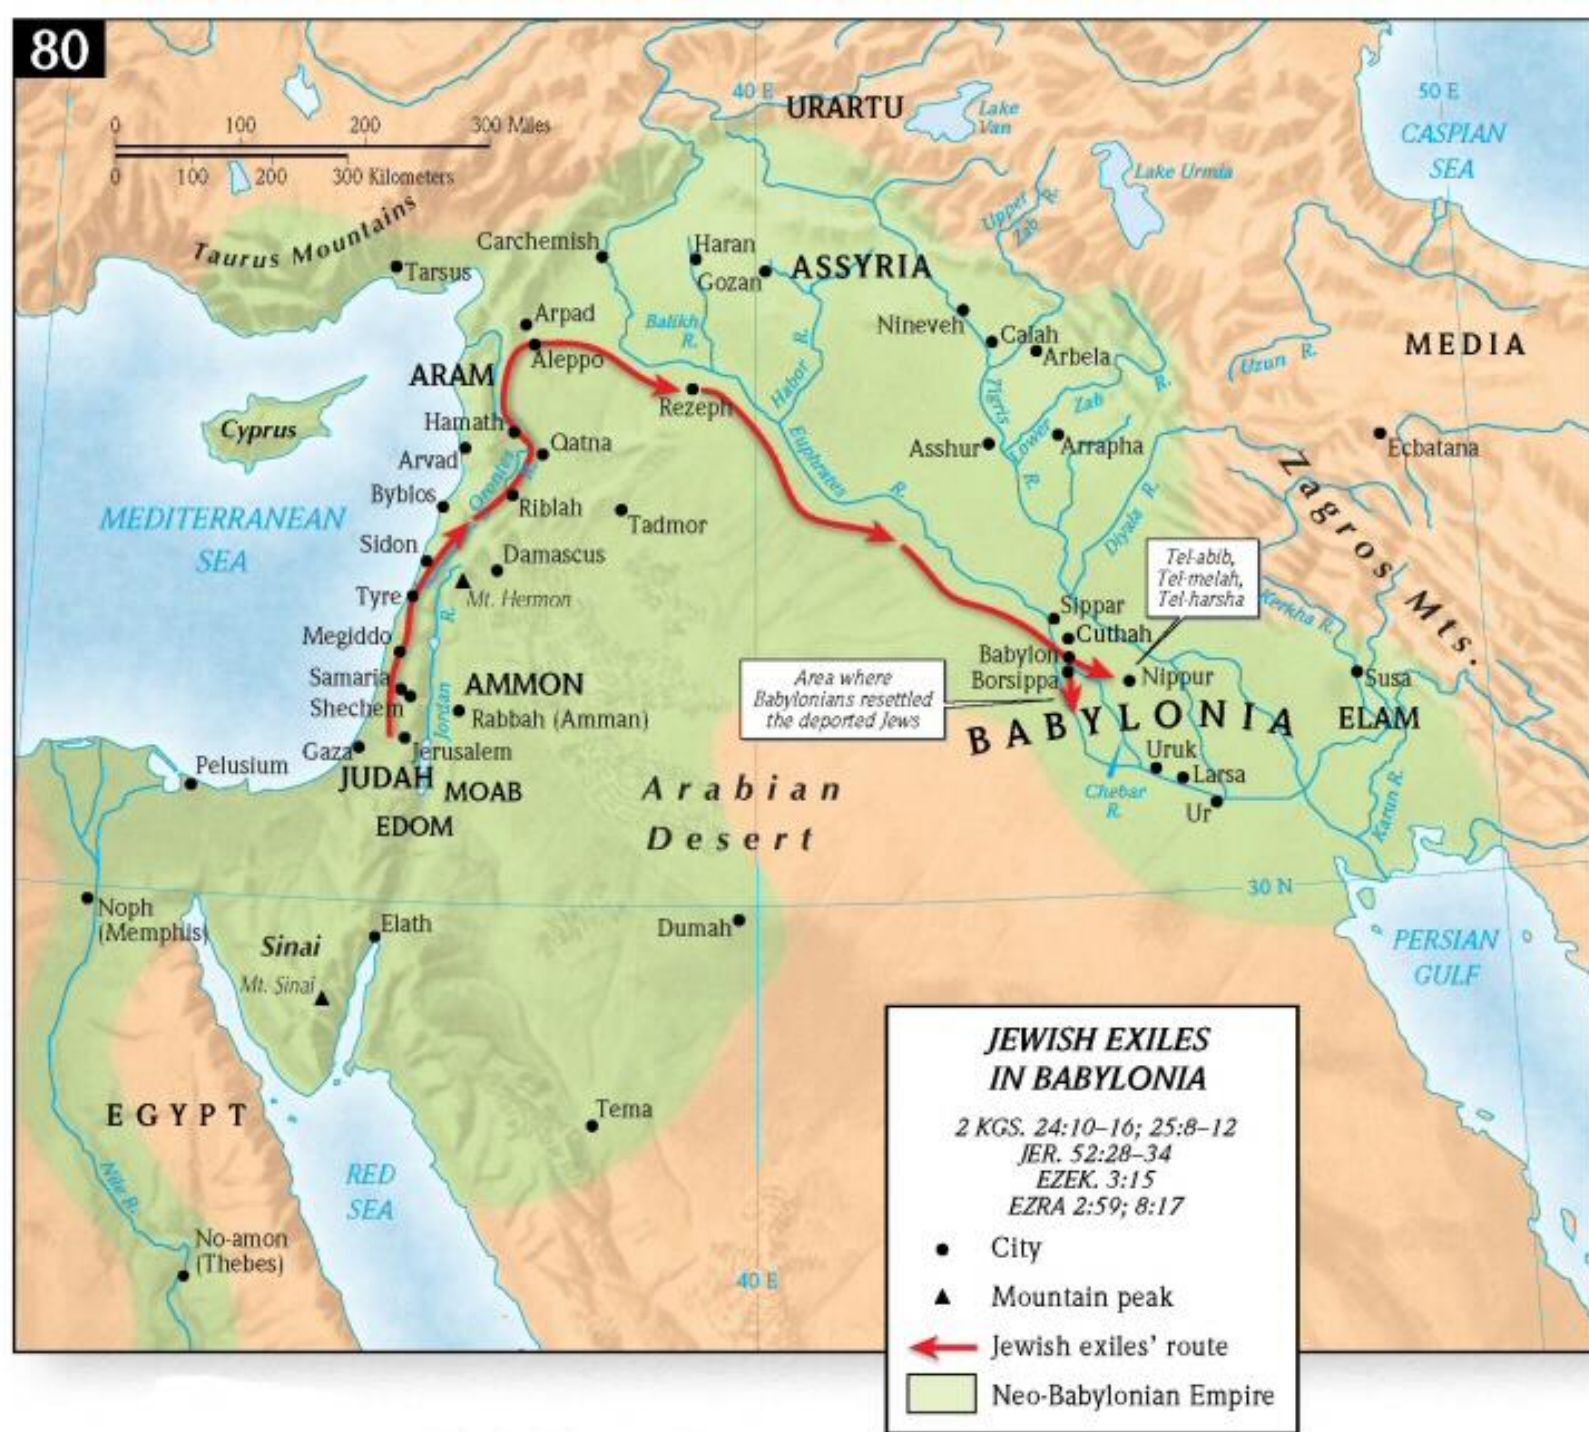 80
0 100 200 300 Miles
0 100 200 300 Kilometers
40 E
50 E
URARTU
Lake
Van
Lake Urmia
CASPIAN
SEA
Upper
Zab R.
Taurus Mountains
Tarsus
Carchemish
Haran
Gozan
ASSYRIA
Arpad
Aleppo
Balikh
R.
Nineveh
Calah
Arbela
MEDIA
Uzun R.
ARAM
Habor R.
Tigris
R.
Zab
R.
Lower
Rezeph
Cyprus
Hamath
Qatna
Arvad
Orontes
R.
Euphrates
R.
Asshur
Arrapha
Ecbatana
Byblos
Riblah
Tadmor
Zagros Mts.
Diyala R.
MEDITERRANEAN
SEA
Sidon
Damascus
Tyre
Mt. Hermon
Tel-abib,
Tel-melah,
Tel-harsha
Kerkha R.
Sippar
Cuthah
Megiddo
Babylon
Borsippa
Nippur
Susa
Samaria
Shechem
Jordan
R.
AMMON
Rabbah (Amman)
Area where
Babylonians resettled
the deported Jews
BABYLONIA
ELAM
Gaza
Jerusalem
Pelusium
JUDAH
MOAB
EDOM
Arabian
Desert
Uruk
Larsa
Ur
Chebar
R.
Karun R.
30 N
Noph
(Memphis)
Elath
Dumah
Sinai
Mt. Sinai
PERSIAN
GULF
EGYPT
Tema
RED
SEA
Nile R.
No-amon
(Thebes)
40 E
JEWISH EXILES
IN BABYLONIA
2 KGS. 24:10–16; 25:8–12
JER. 52:28–34
EZEK. 3:15
EZRA 2:59; 8:17
City
Mountain peak
Jewish exiles' route
Neo-Babylonian Empire